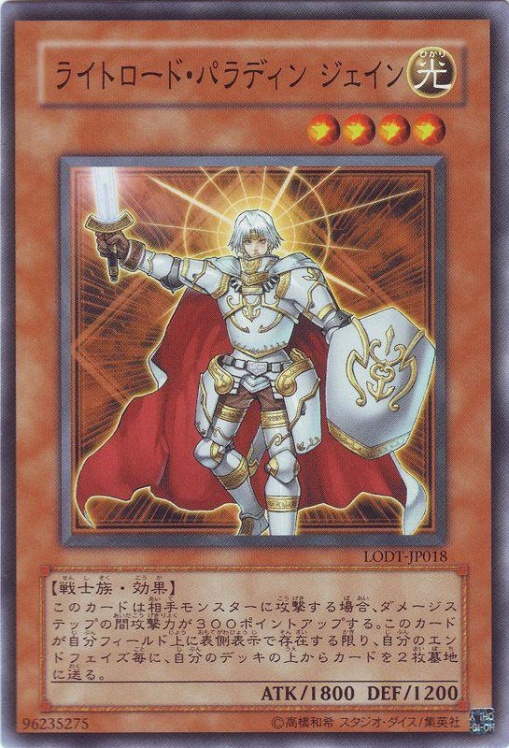 ライトロード・パラディン ジェイン
ひかり
光
LODT-JP018
【戦士族・効果】
このカードは相手モンスターに攻撃する場合、ダメージス
テップの間攻撃力が３００ポイントアップする。このカード
が自分フィールド上に表側表示で存在する限り、自分のエン
ドフェイズ毎に、自分のデッキの上からカードを２枚墓地
に送る。
ATK/1800 DEF/1200
96235275 ©高橋和希 スタジオ・ダイス/集英社